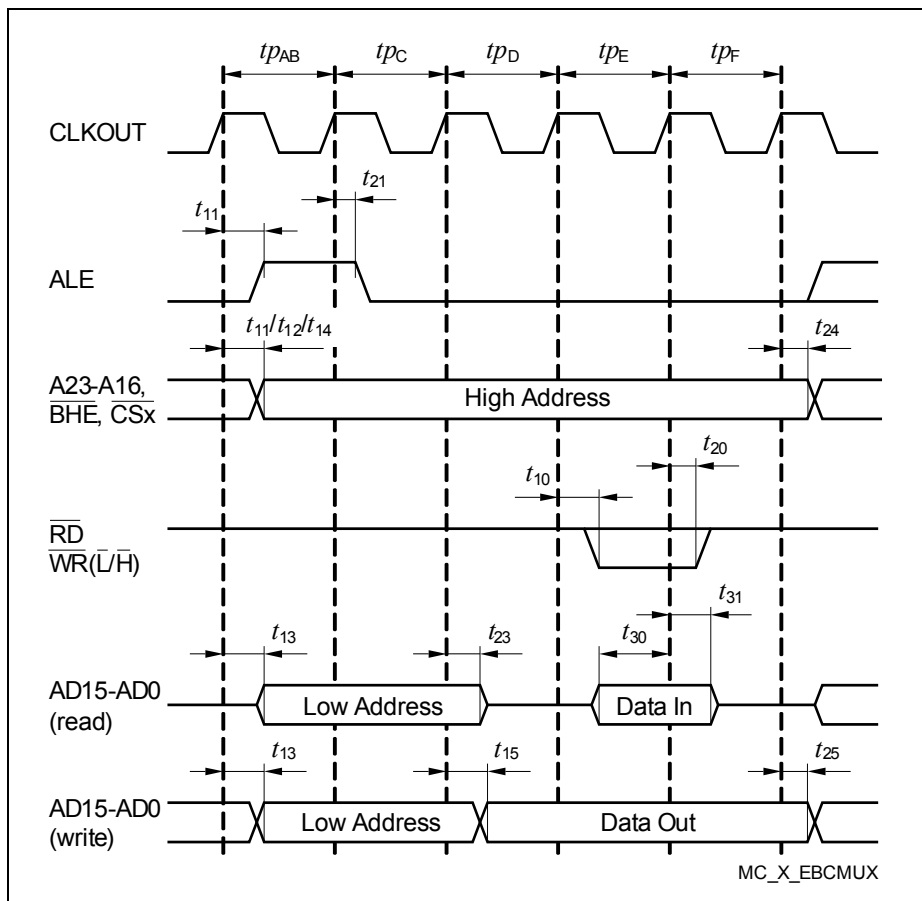 tpAB tpC tpD tpE tpF
CLKOUT
t21
t11
ALE
t11/t12/t14 t24
A23-A16,
BHE, CSx
High Address
t20
t10
RD
WR(L/H)
t31
t13 t23 t30
AD15-AD0
(read)
Low Address Data In
t13 t15 t25
AD15-AD0
(write)
Low Address Data Out
MC_X_EBCMUX